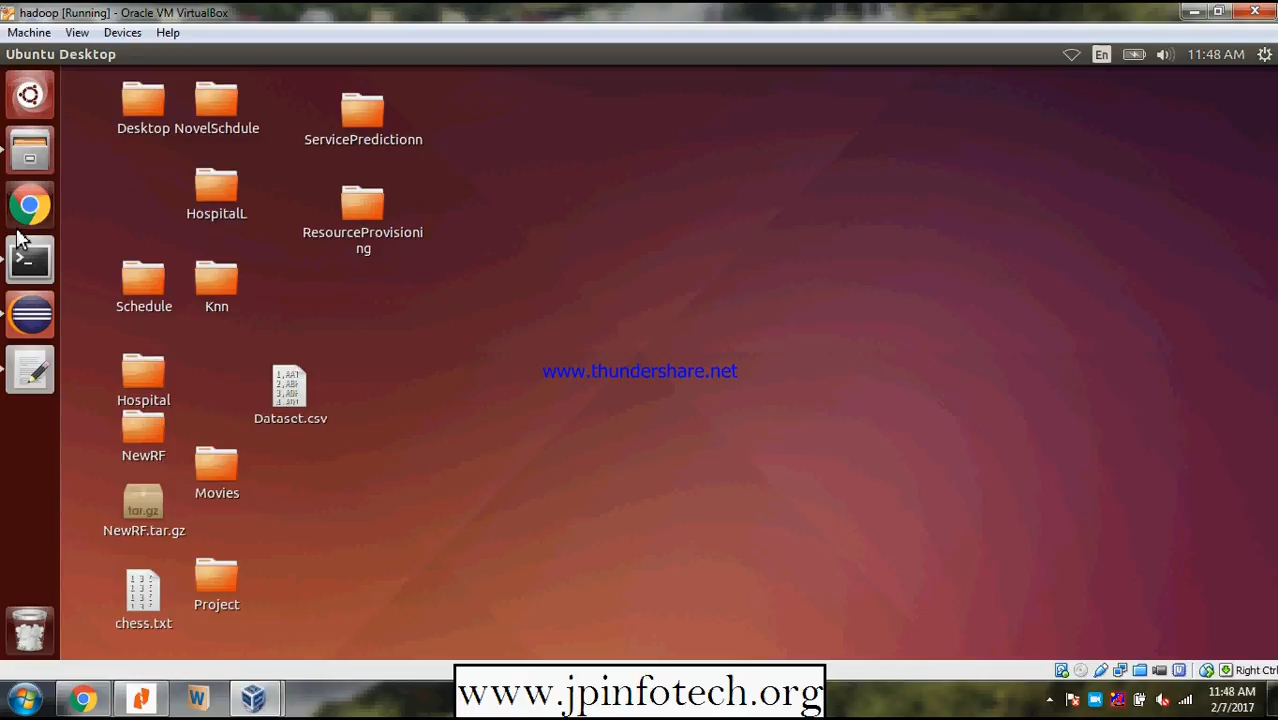 hadoop [Running] - Oracle VM VirtualBox
Machine View Devices Help
Ubuntu Desktop
En
11:48 AM
Desktop
NovelSchdule
ServicePredictionn
HospitalL
ResourceProvisioni
ng
Schedule
Knn
www.thundershare.net
Hospital
Dataset.csv
NewRF
Movies
tar.gz
NewRF.tar.gz
Project
chess.txt
Right Ctrl
www.jpinfotech.org
11:48 AM
2/7/2017